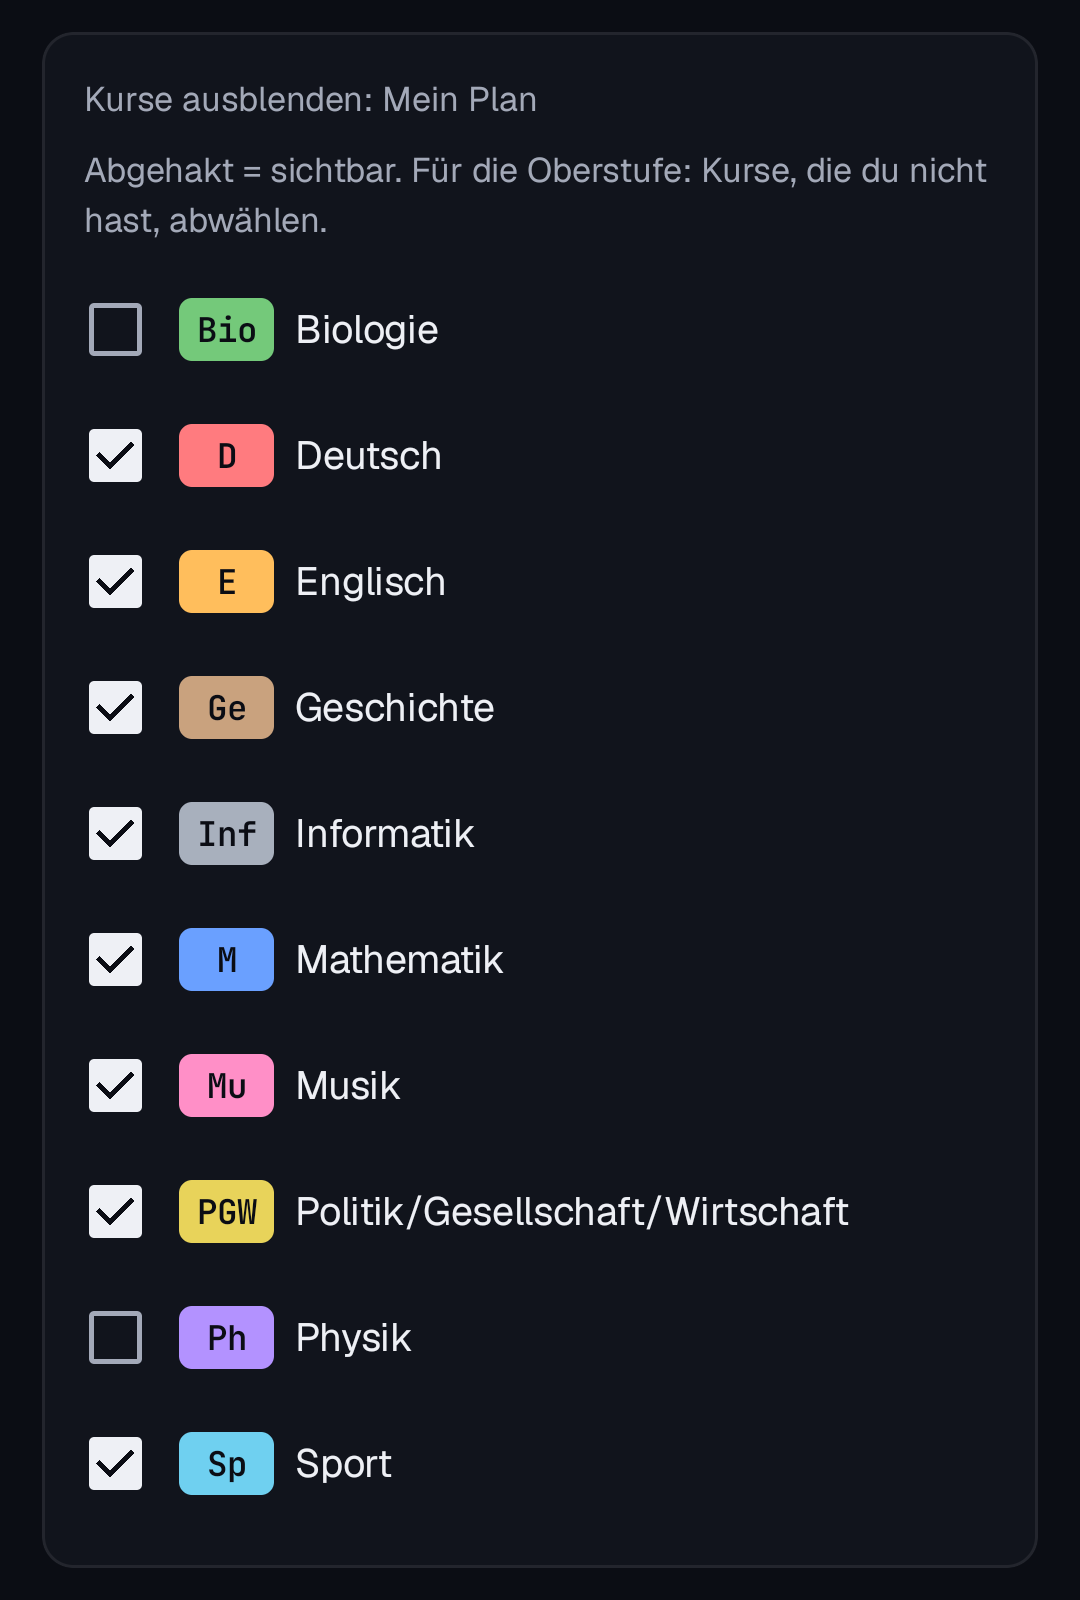 Kurse ausblenden: Mein Plan
Abgehakt = sichtbar. Für die Oberstufe: Kurse, die du nicht
hast, abwählen.
Bio Biologie
D Deutsch
E Englisch
Ge Geschichte
Inf Informatik
M Mathematik
Mu Musik
PGW Politik/Gesellschaft/Wirtschaft
Ph Physik
Sp Sport